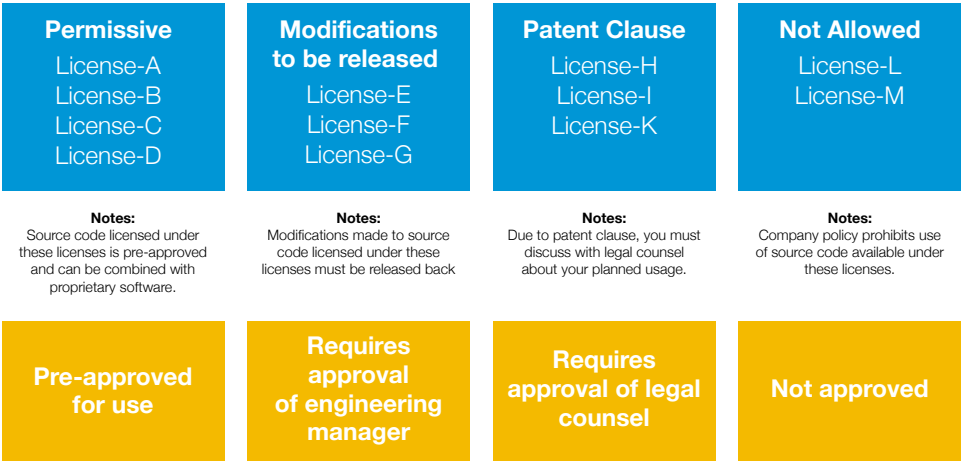 Permissive
License-A
License-B
License-C
License-D
Modifications
to be released
License-E
License-F
License-G
Patent Clause
License-H
License-I
License-K
Not Allowed
License-L
License-M
Notes:
Source code licensed under
these licenses is pre-approved
and can be combined with
proprietary software.
Notes:
Modifications made to source
code licensed under these
licenses must be released back
Notes:
Due to patent clause, you must
discuss with legal counsel
about your planned usage.
Notes:
Company policy prohibits use
of source code available under
these licenses.
Pre-approved
for use
Requires
approval
of engineering
manager
Requires
approval of legal
counsel
Not approved